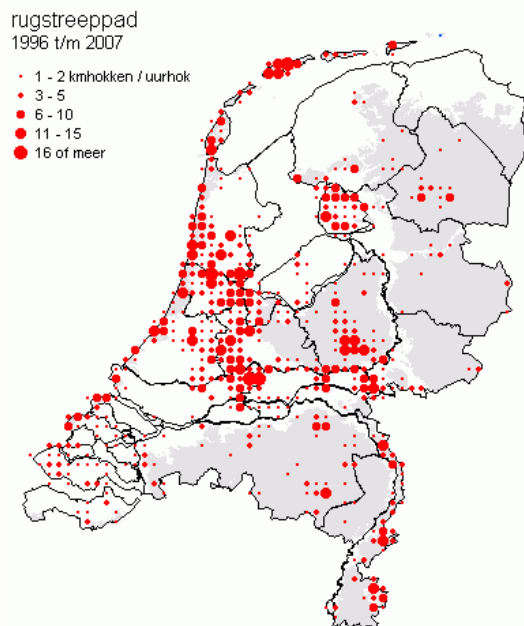 rugstreeppad
1996 t/m 2007
1 - 2 kmhokken / uurhok
3 - 5
6 - 10
11 - 15
16 of meer